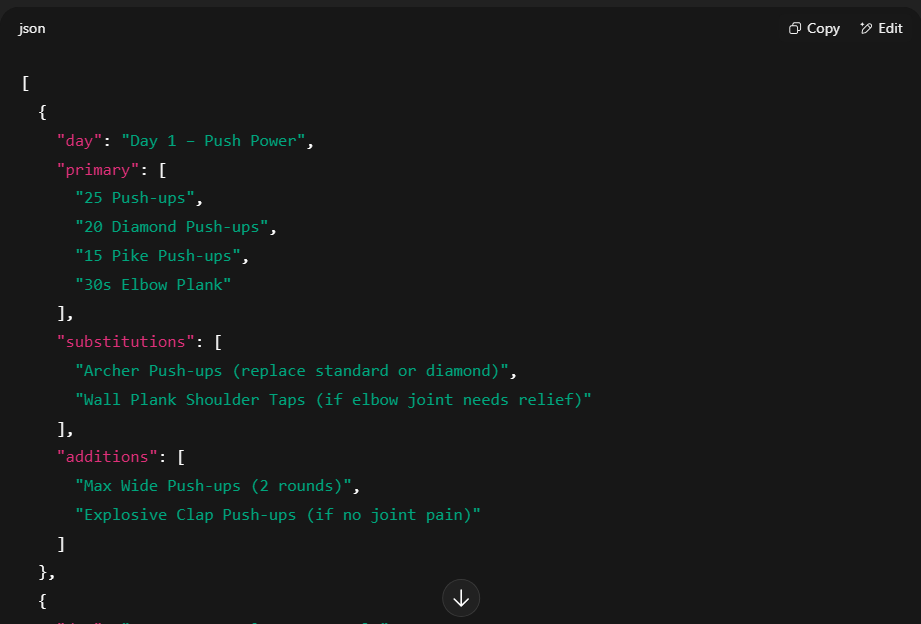 json
Copy
Edit
[
{
"day": "Day 1 – Push Power",
"primary": [
"25 Push-ups",
"20 Diamond Push-ups",
"15 Pike Push-ups",
"30s Elbow Plank"
],
"substitutions": [
"Archer Push-ups (replace standard or diamond)",
"Wall Plank Shoulder Taps (if elbow joint needs relief)"
],
"additions": [
"Max Wide Push-ups (2 rounds)",
"Explosive Clap Push-ups (if no joint pain)"
]
},
{